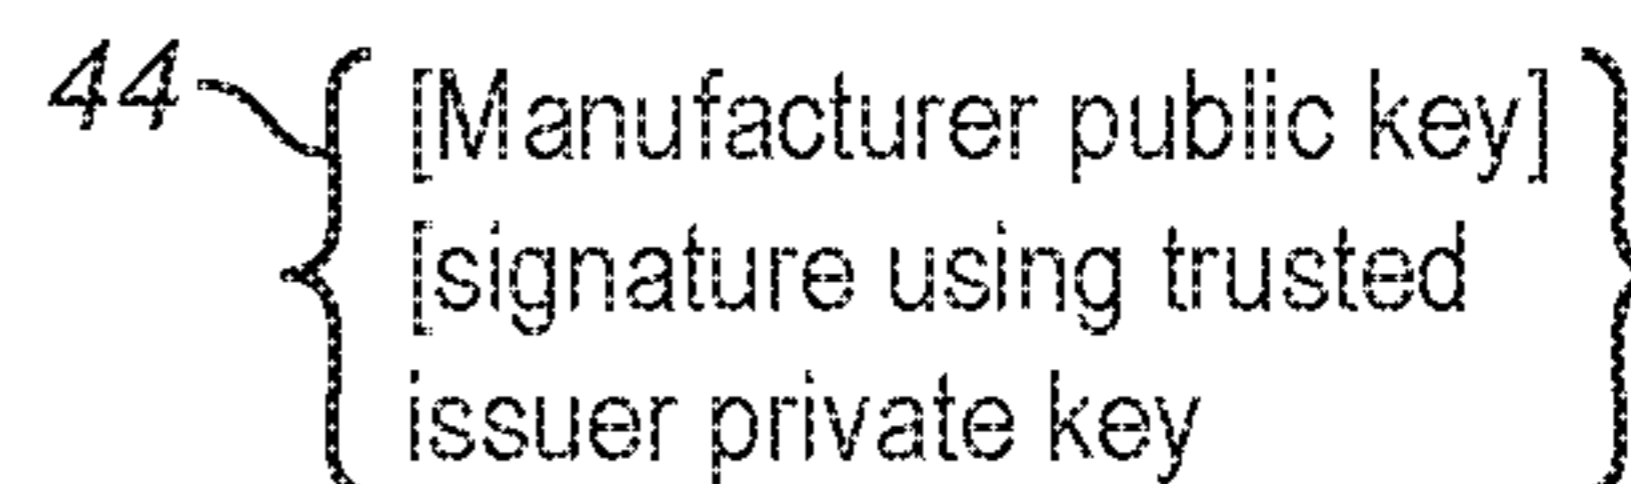 44
[Manufacturer public key]
[signature using trusted
issuer private key